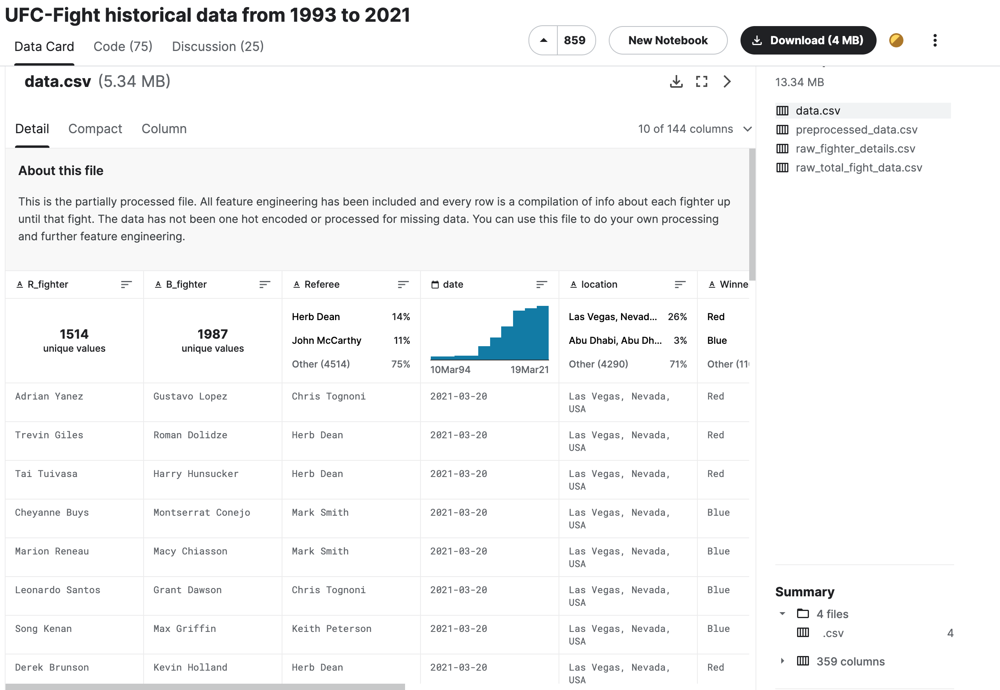 UFC-Fight historical data from 1993 to 2021
Data Card Code (75) Discussion (25)
859 New Notebook Download (4 MB)
data.csv (5.34 MB)
Detail Compact Column
10 of 144 columns
About this file
This is the partially processed file. All feature engineering has been included and every row is a compilation of info about each fighter up
until that fight. The data has not been one hot encoded or processed for missing data. You can use this file to do your own processing
and further feature engineering.
R_fighter B_fighter Referee date location Winne
1514
unique values
1987
unique values
Herb Dean 14%
John McCarthy 11%
Other (4514) 75%
10Mar94 19Mar21
Las Vegas, Nevad... 26%
Abu Dhabi, Abu Dh... 3%
Other (4290) 71%
Red
Blue
Other (11
Adrian Yanez Gustavo Lopez Chris Tognoni 2021-03-20 Las Vegas, Nevada, Red
USA
Trevin Giles Roman Dolidze Herb Dean 2021-03-20 Las Vegas, Nevada, Red
USA
Tai Tuivasa Harry Hunsucker Herb Dean 2021-03-20 Las Vegas, Nevada, Red
USA
Cheyanne Buys Montserrat Conejo Mark Smith 2021-03-20 Las Vegas, Nevada, Blue
USA
Marion Reneau Macy Chiasson Mark Smith 2021-03-20 Las Vegas, Nevada, Blue
USA
Leonardo Santos Grant Dawson Chris Tognoni 2021-03-20 Las Vegas, Nevada, Blue
USA
Song Kenan Max Griffin Keith Peterson 2021-03-20 Las Vegas, Nevada, Blue
USA
Derek Brunson Kevin Holland Herb Dean 2021-03-20 Las Vegas, Nevada, Red
USA
13.34 MB
data.csv
preprocessed_data.csv
raw_fighter_details.csv
raw_total_fight_data.csv
Summary
4 files
.csv 4
359 columns